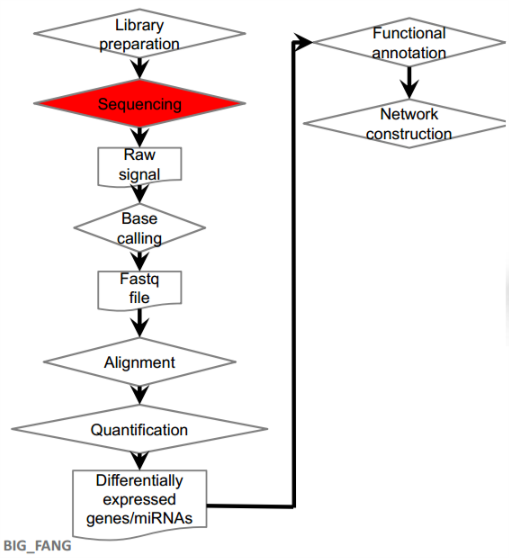 Library
preparation
Sequencing
Raw
signal
Base
calling
Fastq
file
Alignment
Quantification
Differentially
expressed
genes/miRNAs
Functional
annotation
Network
construction
BIG_FANG